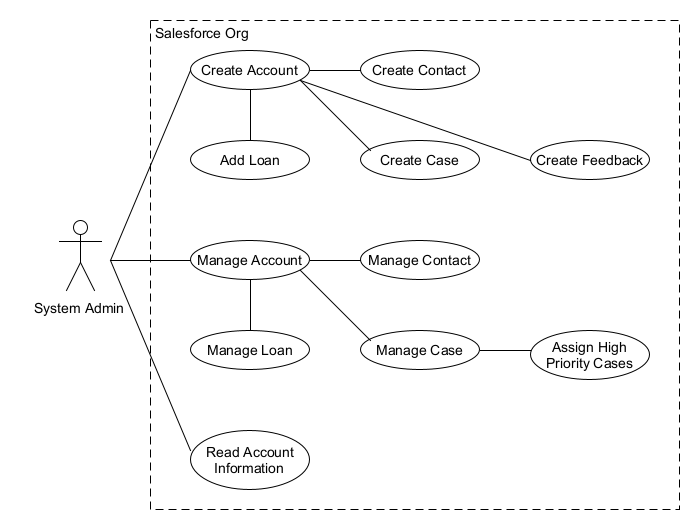 Salesforce Org
Create Account
Create Contact
Add Loan
Create Case
Create Feedback
System Admin
Manage Account
Manage Contact
Manage Loan
Manage Case
Assign High
Priority Cases
Read Account
Information